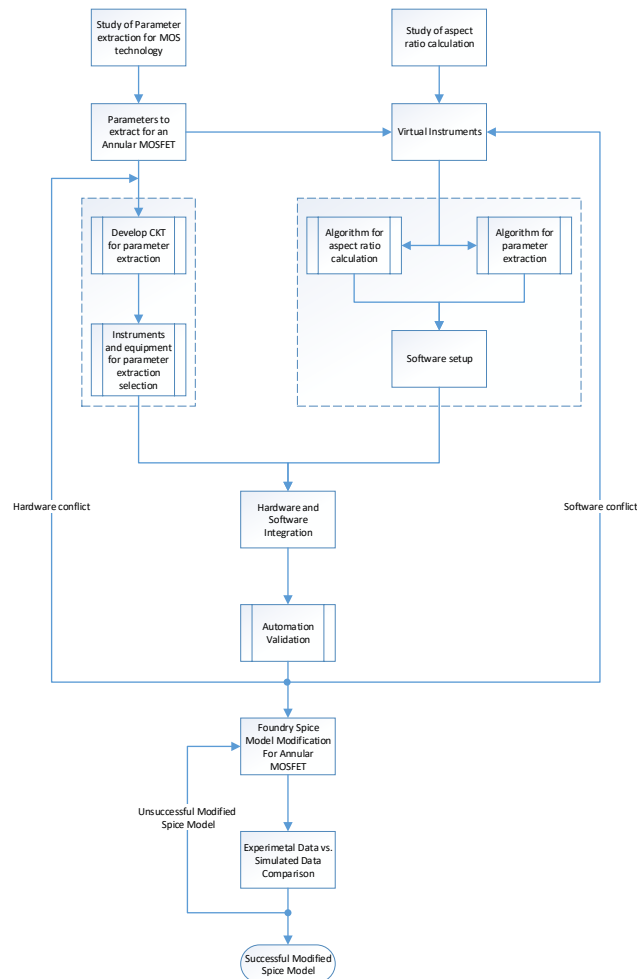 Study of Parameter
extraction for MOS
technology
Study of aspect
ratio calculation
Parameters to
extract for an
Annular MOSFET
Virtual Instruments
Develop CKT
for parameter
extraction
Algorithm for
aspect ratio
calculation
Algorithm for
parameter
extraction
Instruments
and equipment
for parameter
extraction
selection
Software setup
Hardware conflict
Hardware and
Software
Integration
Software conflict
Automation
Validation
Foundry Spice
Model Modification
For Annular
MOSFET
Unsuccessful Modified
Spice Model
Experimetal Data vs.
Simulated Data
Comparison
Successful Modified
Spice Model